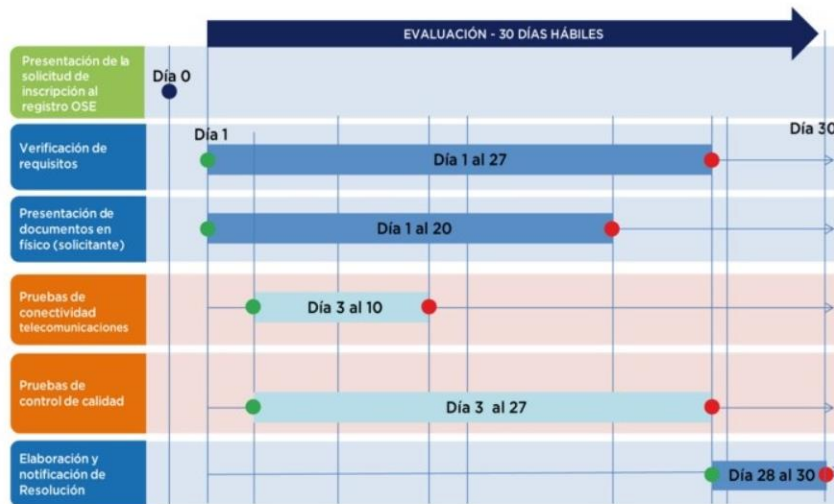 EVALUACIÓN - 30 DÍAS HÁBILES
Presentación de la
solicitud de
inscripción al
registro OSE
Día 0
Día 1
Día 30
Verificación de
requisitos
Día 1 al 27
Presentación de
documentos en
físico (solicitante)
Día 1 al 20
Pruebas de
conectividad
telecomunicaciones
Día 3 al 10
Pruebas de
control de calidad
Día 3 al 27
Elaboración y
notificación de
Resolución
Día 28 al 30